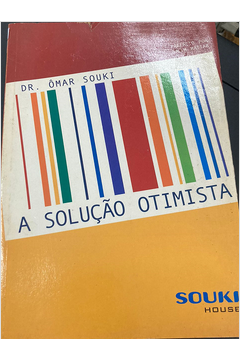 DR. ÔMAR SOUKI
A SOLUÇÃO OTIMISTA
SOUKI
HOUSE